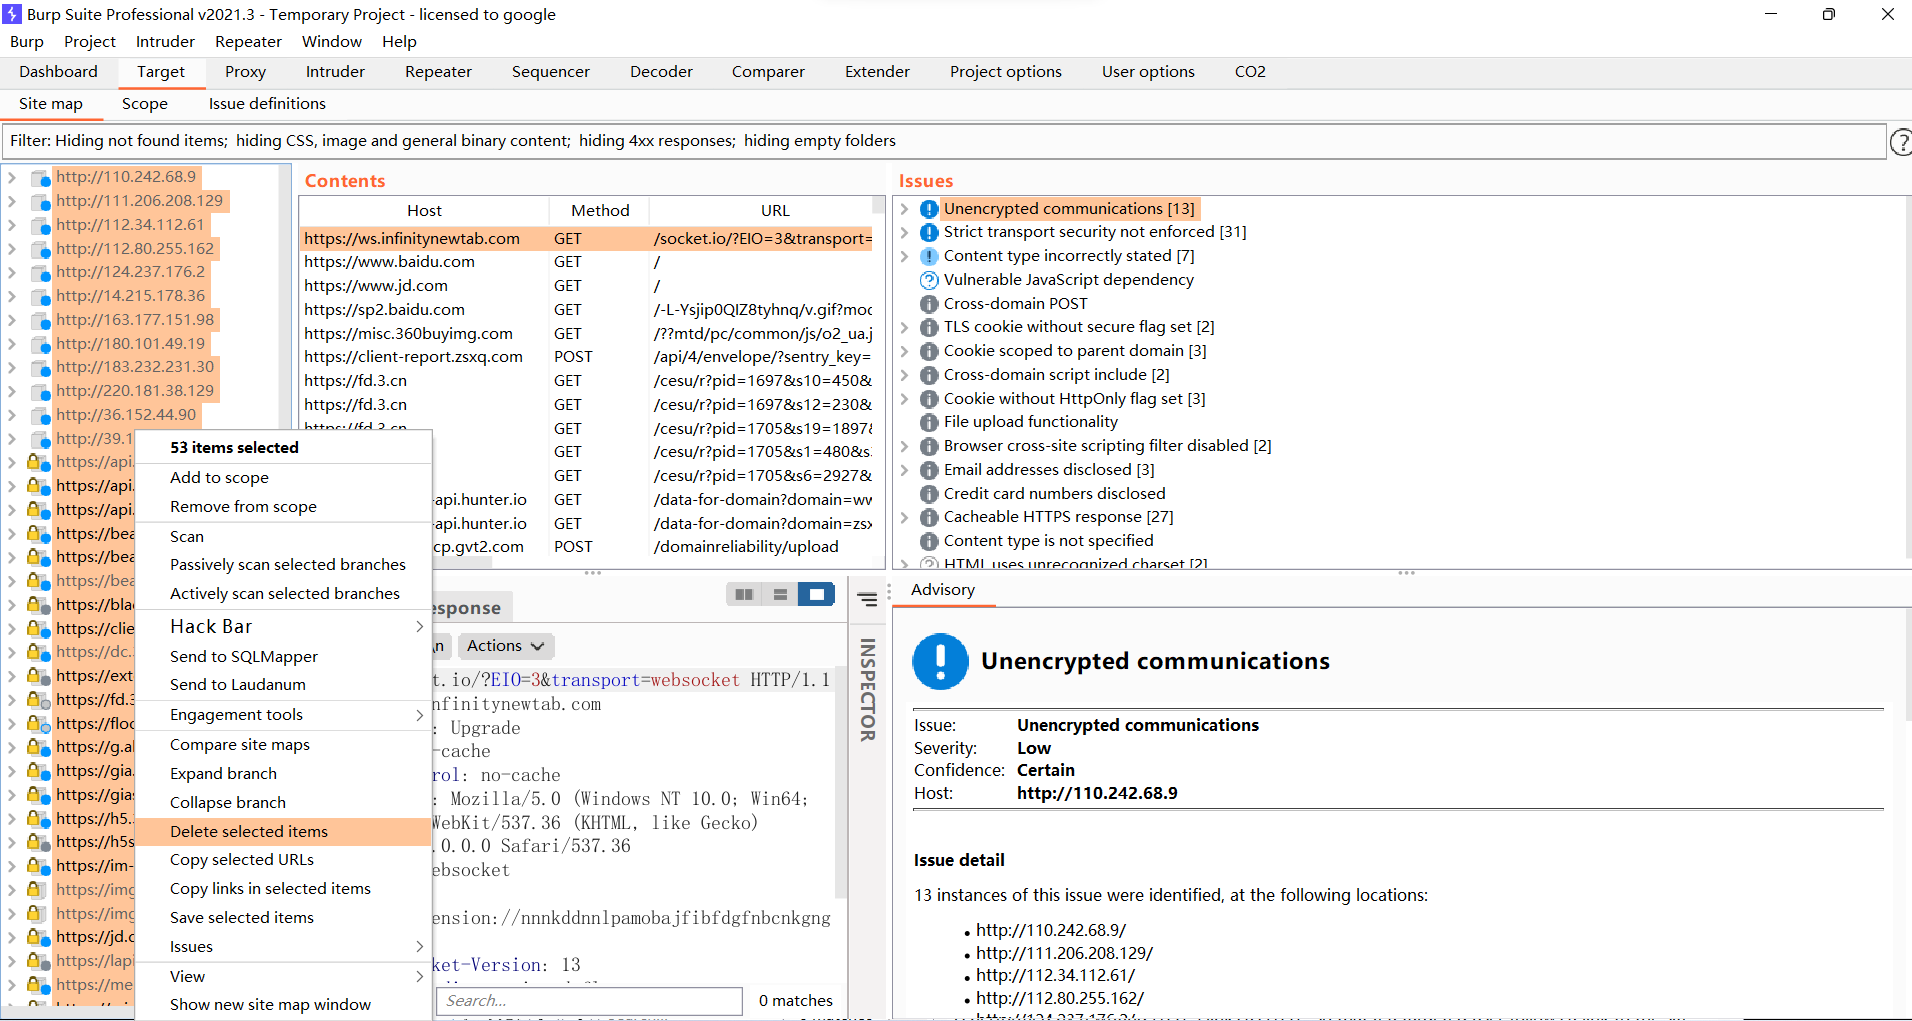 Burp Suite Professional v2021.3 - Temporary Project - licensed to google
Burp Project Intruder Repeater Window Help
Dashboard Target Proxy Intruder Repeater Sequencer Decoder Comparer Extender Project options User options CO2
Site map Scope Issue definitions
Filter: Hiding not found items; hiding CSS, image and general binary content; hiding 4xx responses; hiding empty folders
?
http://110.242.68.9
http://111.206.208.129
http://112.34.112.61
http://112.80.255.162
http://124.237.176.2
http://14.215.178.36
http://163.177.151.98
http://180.101.49.19
http://183.232.231.30
http://220.181.38.129
http://36.152.44.90
http://39.1
https://api.
https://api.
https://api.
https://bea
https://bea
https://bea
https://bla
https://clie
https://dc.
https://ext
https://fd.3
https://floo
https://g.al
https://gia.
https://gias
https://h5.
https://h5s
https://im-
https://img
https://img
https://jd.c
https://lapi
https://me
53 items selected
Add to scope
Remove from scope
Scan
Passively scan selected branches
Actively scan selected branches
Hack Bar
Send to SQLMapper
Send to Laudanum
Engagement tools
Compare site maps
Expand branch
Collapse branch
Delete selected items
Copy selected URLs
Copy links in selected items
Save selected items
Issues
View
Show new site map window
Contents
Host Method URL
https://ws.infinitynewtab.com GET /socket.io/?EIO=3&transport=
https://www.baidu.com GET /
https://www.jd.com GET /
https://sp2.baidu.com GET /-L-Ysjip0QIZ8tyhnq/v.gif?moc
https://misc.360buyimg.com GET /??mtd/pc/common/js/o2_ua.j
https://client-report.zsxq.com POST /api/4/envelope/?sentry_key=
https://fd.3.cn GET /cesu/r?pid=1697&s10=450&
https://fd.3.cn GET /cesu/r?pid=1697&s12=230&
https://fd.3.cn GET /cesu/r?pid=1705&s19=1897&
GET /cesu/r?pid=1705&s1=480&s
GET /cesu/r?pid=1705&s6=2927&
-api.hunter.io GET /data-for-domain?domain=ww
-api.hunter.io GET /data-for-domain?domain=zsx
cp.gvt2.com POST /domainreliability/upload
esponse
\n Actions
t.io/?EIO=3&transport=websocket HTTP/1.1
nfinitynewtab.com
: Upgrade
-cache
rol: no-cache
: Mozilla/5.0 (Windows NT 10.0; Win64;
WebKit/537.36 (KHTML, like Gecko)
.0.0.0 Safari/537.36
ebsocket
ension://nnnkddnnlpamobajfibfdgfnbcnkgng
ket-Version: 13
Search...
0 matches
INSPECTOR
Issues
Unencrypted communications [13]
Strict transport security not enforced [31]
Content type incorrectly stated [7]
Vulnerable JavaScript dependency
Cross-domain POST
TLS cookie without secure flag set [2]
Cookie scoped to parent domain [3]
Cross-domain script include [2]
Cookie without HttpOnly flag set [3]
File upload functionality
Browser cross-site scripting filter disabled [2]
Email addresses disclosed [3]
Credit card numbers disclosed
Cacheable HTTPS response [27]
Content type is not specified
HTML uses unrecognized charset [2]
Advisory
Unencrypted communications
Issue: Unencrypted communications
Severity: Low
Confidence: Certain
Host: http://110.242.68.9
Issue detail
13 instances of this issue were identified, at the following locations:
• http://110.242.68.9/
• http://111.206.208.129/
• http://112.34.112.61/
• http://112.80.255.162/
• http://124.237.176.2/